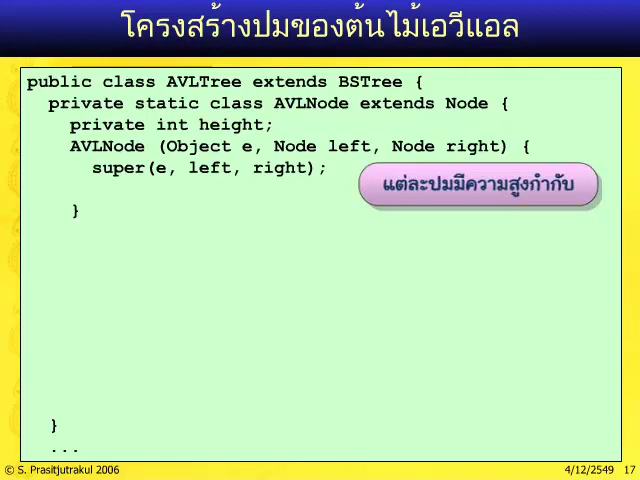 โครงสร้างปมของต้นไม้เอวีแอล
public class AVLTree extends BSTree {
  private static class AVLNode extends Node {
    private int height;
    AVLNode (Object e, Node left, Node right) {
      super(e, left, right);
แต่ละปมมีความสูงกำกับ
    }
  }
  ...
© S. Prasitjutrakul 2006
4/12/2549 17